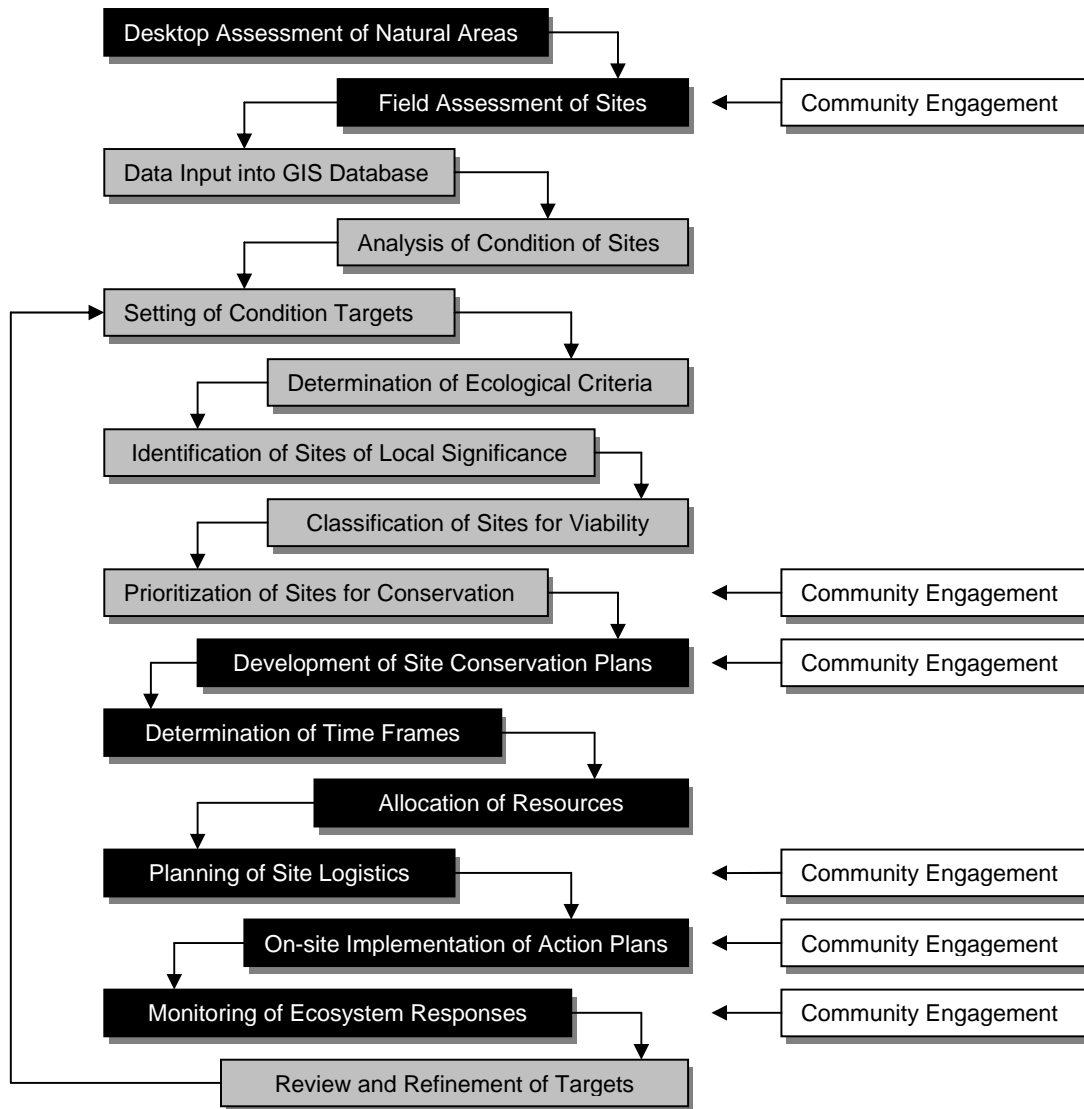 Desktop Assessment of Natural Areas
Field Assessment of Sites
Community Engagement
Data Input into GIS Database
Analysis of Condition of Sites
Setting of Condition Targets
Determination of Ecological Criteria
Identification of Sites of Local Significance
Classification of Sites for Viability
Prioritization of Sites for Conservation
Community Engagement
Development of Site Conservation Plans
Community Engagement
Determination of Time Frames
Allocation of Resources
Planning of Site Logistics
Community Engagement
On-site Implementation of Action Plans
Community Engagement
Monitoring of Ecosystem Responses
Community Engagement
Review and Refinement of Targets